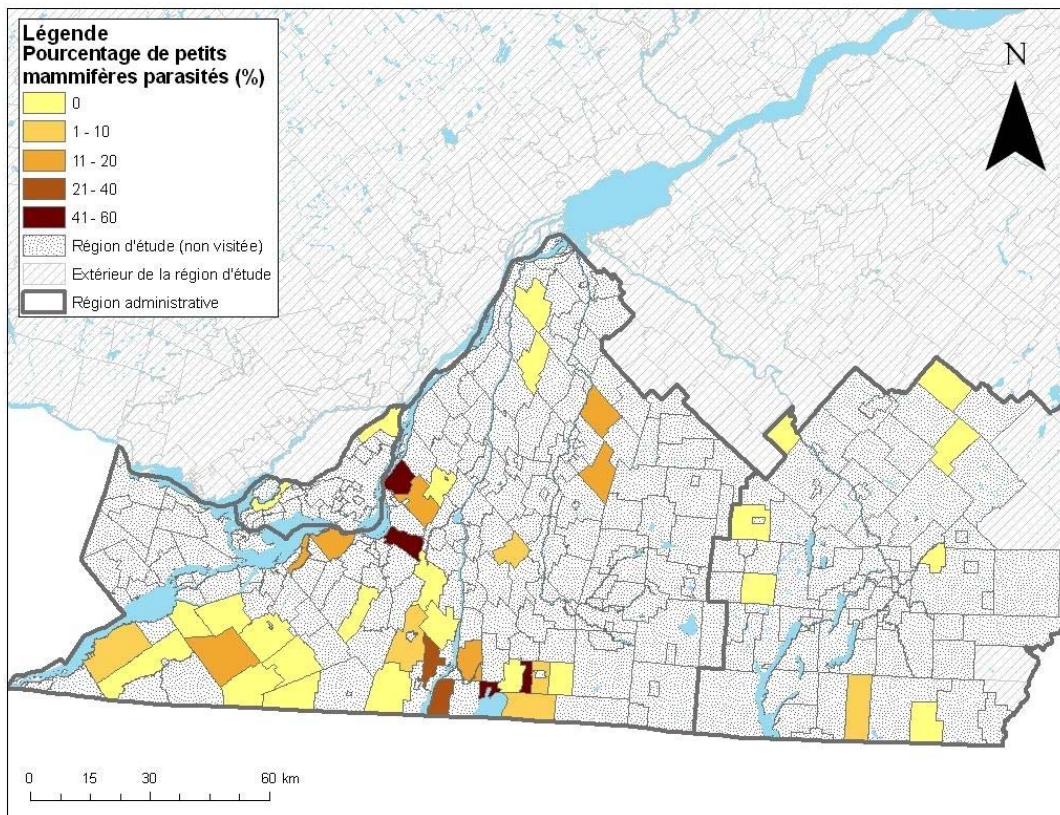 Légende
Pourcentage de petits
mammifères parasités (%)
0
1 - 10
11 - 20
21 - 40
41 - 60
Région d'étude (non visitée)
Extérieur de la région d'étude
Région administrative
N
0 15 30 60 km